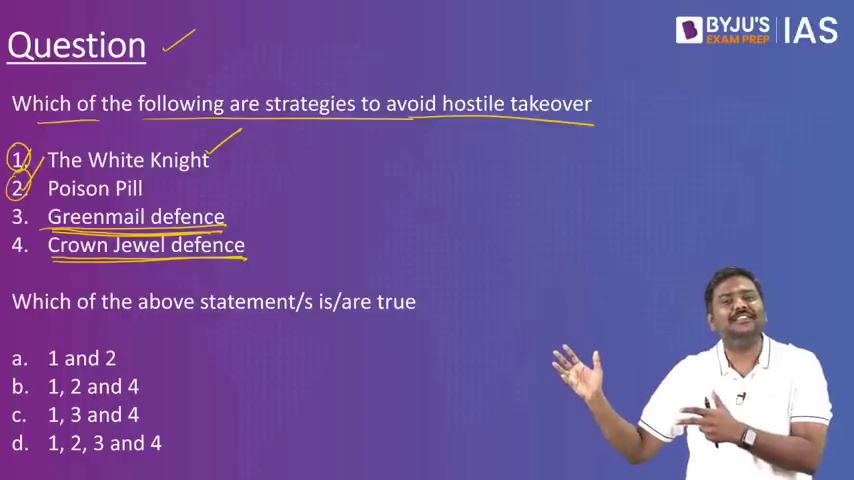 Question
BYJU'S
EXAM PREP
IAS
Which of the following are strategies to avoid hostile takeover
1. The White Knight
2. Poison Pill
3. Greenmail defence
4. Crown Jewel defence
Which of the above statement/s is/are true
a. 1 and 2
b. 1, 2 and 4
c. 1, 3 and 4
d. 1, 2, 3 and 4